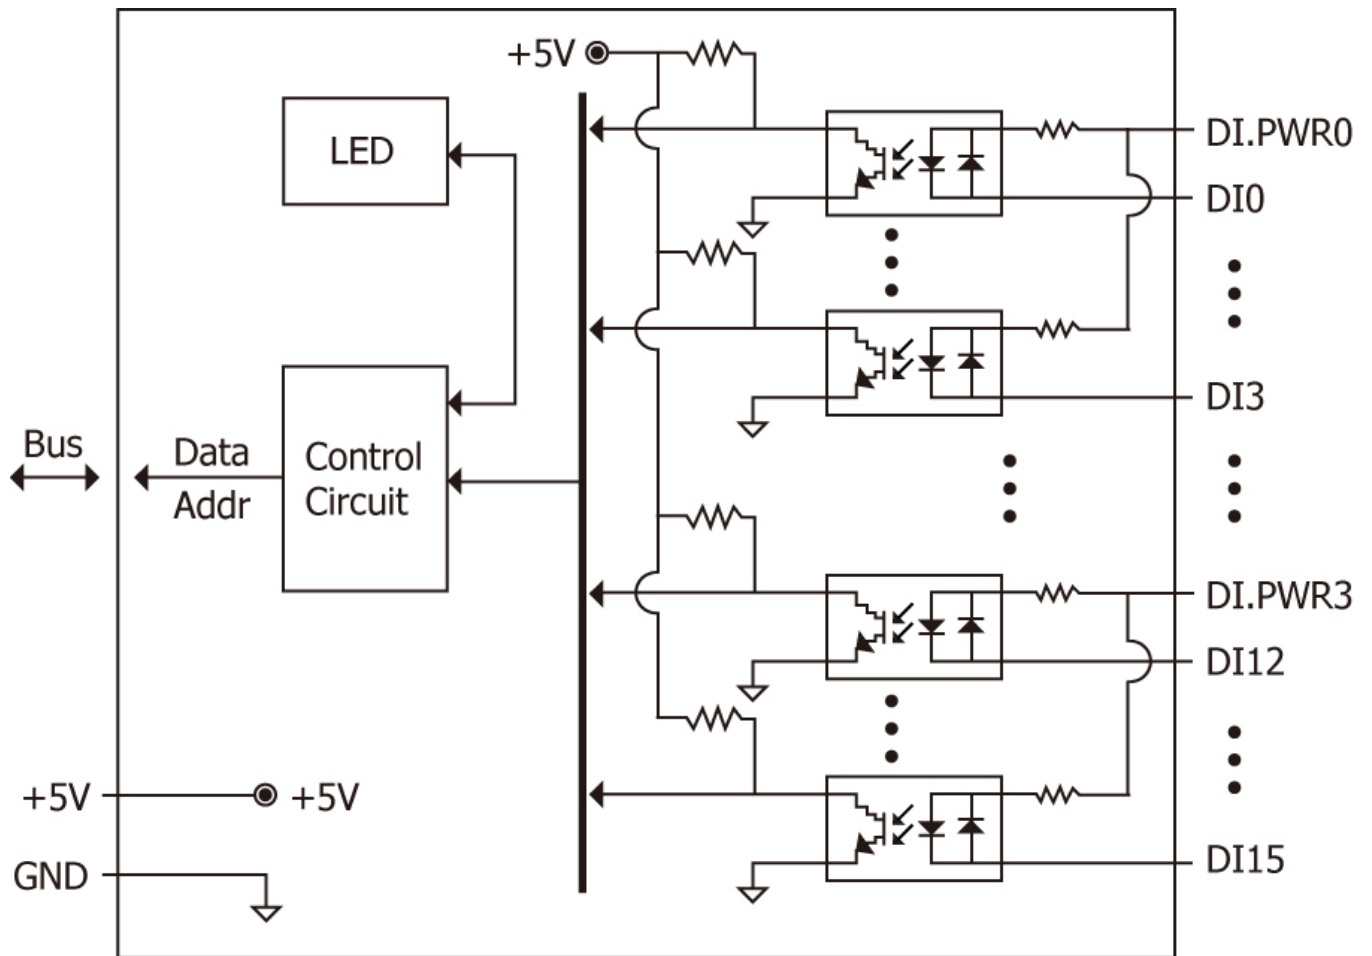 +5V
LED
DI.PWR0
DI0
DI3
Bus
Data
Addr
Control
Circuit
DI.PWR3
DI12
+5V
+5V
GND
DI15